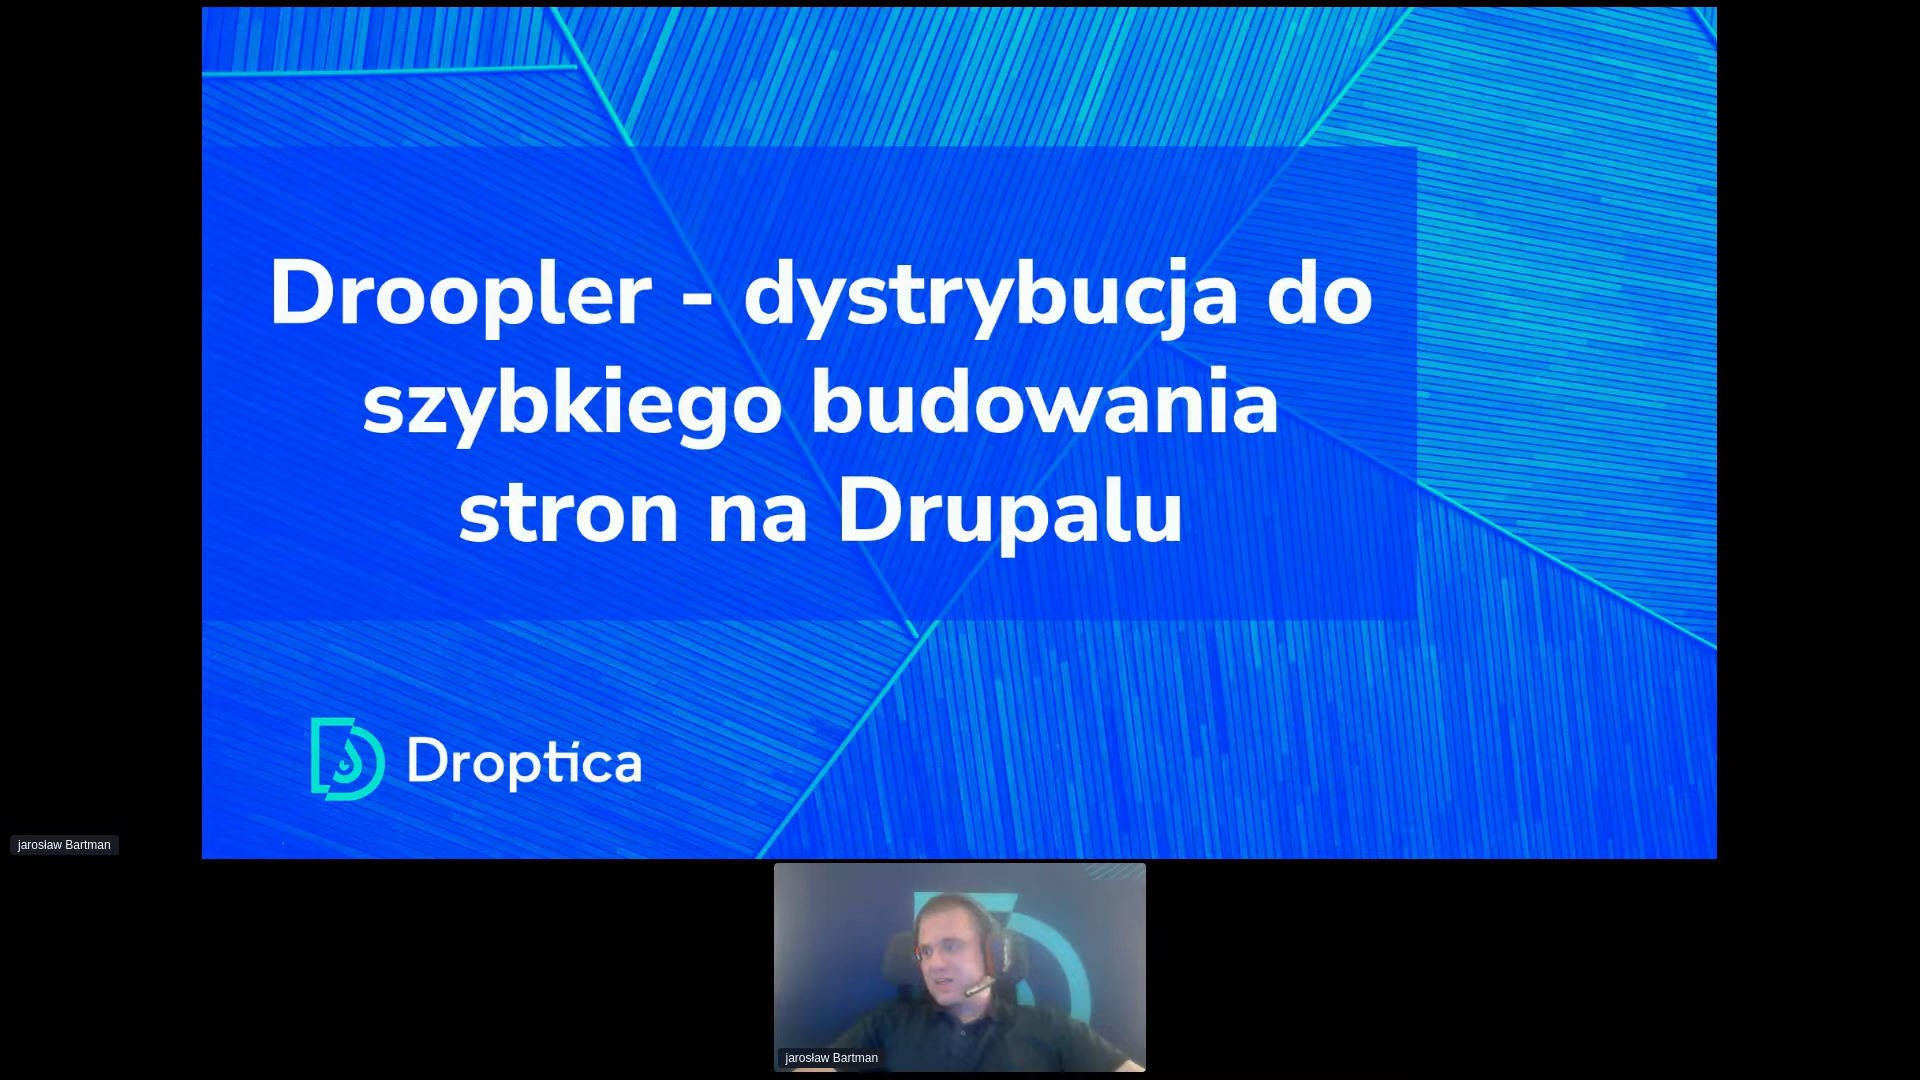 Droopler - dystrybucja do
szybkiego budowania
stron na Drupalu
Droptica
jarosław Bartman
jarosław Bartman